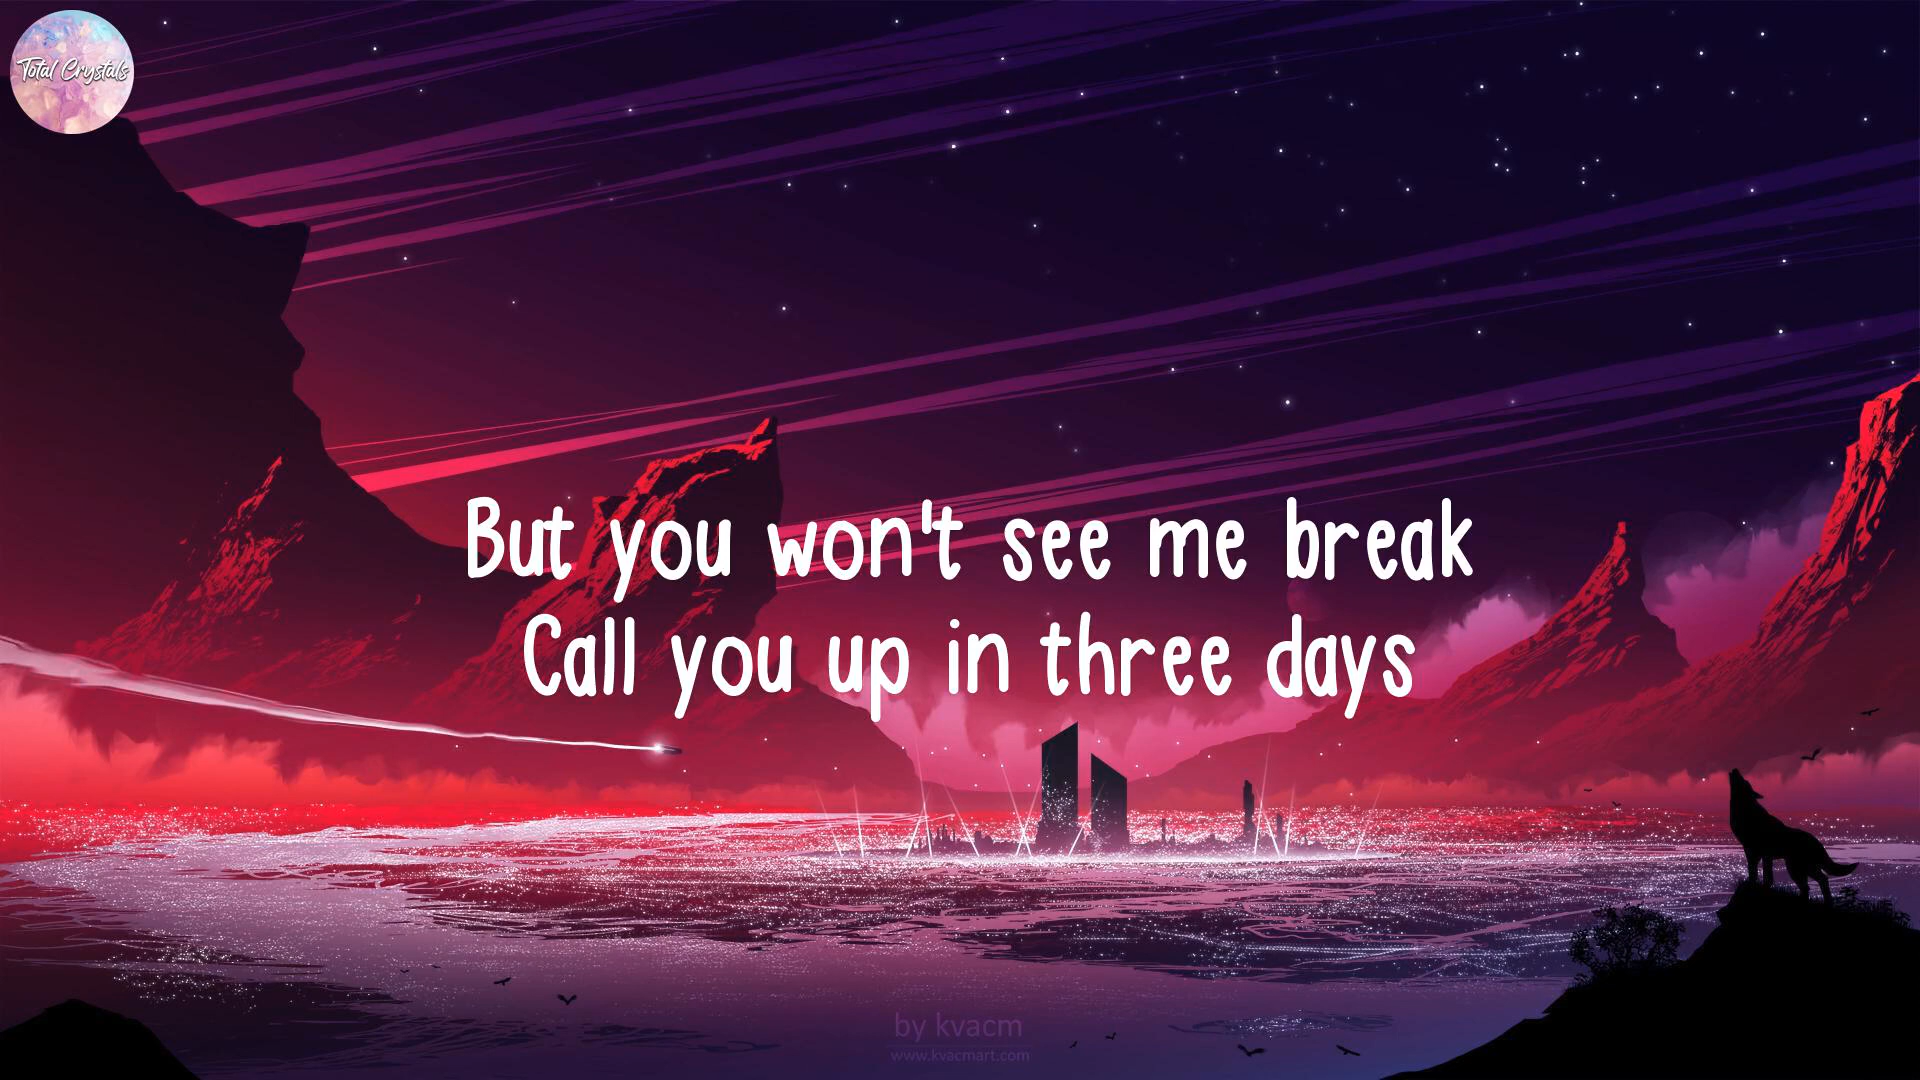 Total Crystals
But you won't see me break
Call you up in three days
by kvacm
www.kvacmart.com